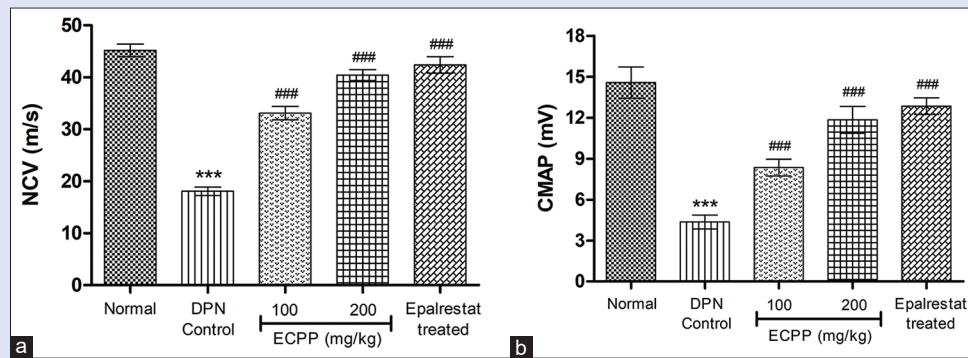 50
40
30
20
10
0
NCV (m/s)
***
###
###
###
Normal
DPN Control
100
200
Epalrestat treated
ECPP (mg/kg)
a
18
15
12
9
6
3
0
CMAP (mV)
***
###
###
###
Normal
DPN Control
100
200
Epalrestat treated
ECPP (mg/kg)
b